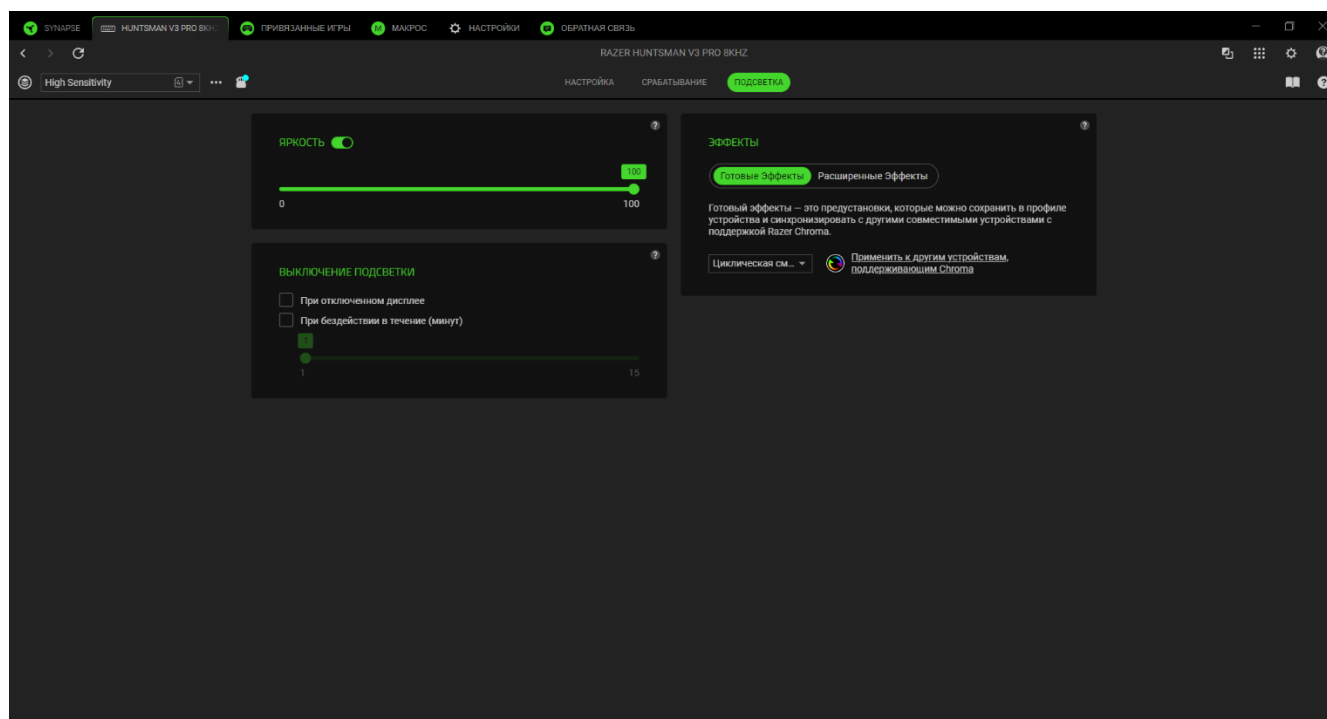 SYNAPSE HUNTSMAN V3 PRO 8KHZ ПРИВЯЗАННЫЕ ИГРЫ M МАКРОС НАСТРОЙКИ ОБРАТНАЯ СВЯЗЬ
RAZER HUNTSMAN V3 PRO 8KHZ
High Sensitivity 4 ... НАСТРОЙКА СРАБАТЫВАНИЕ ПОДСВЕТКА ?
ЯРКОСТЬ ?
100
0 100
ВЫКЛЮЧЕНИЕ ПОДСВЕТКИ ?
При отключенном дисплее
При бездействии в течение (минут)
1
1 15
ЭФФЕКТЫ ?
Готовые Эффекты Расширенные Эффекты
Готовый эффекты — это предустановки, которые можно сохранить в профиле
устройства и синхронизировать с другими совместимыми устройствами с
поддержкой Razer Chroma.
Циклическая см... Применить к другим устройствам,
поддерживающим Chroma